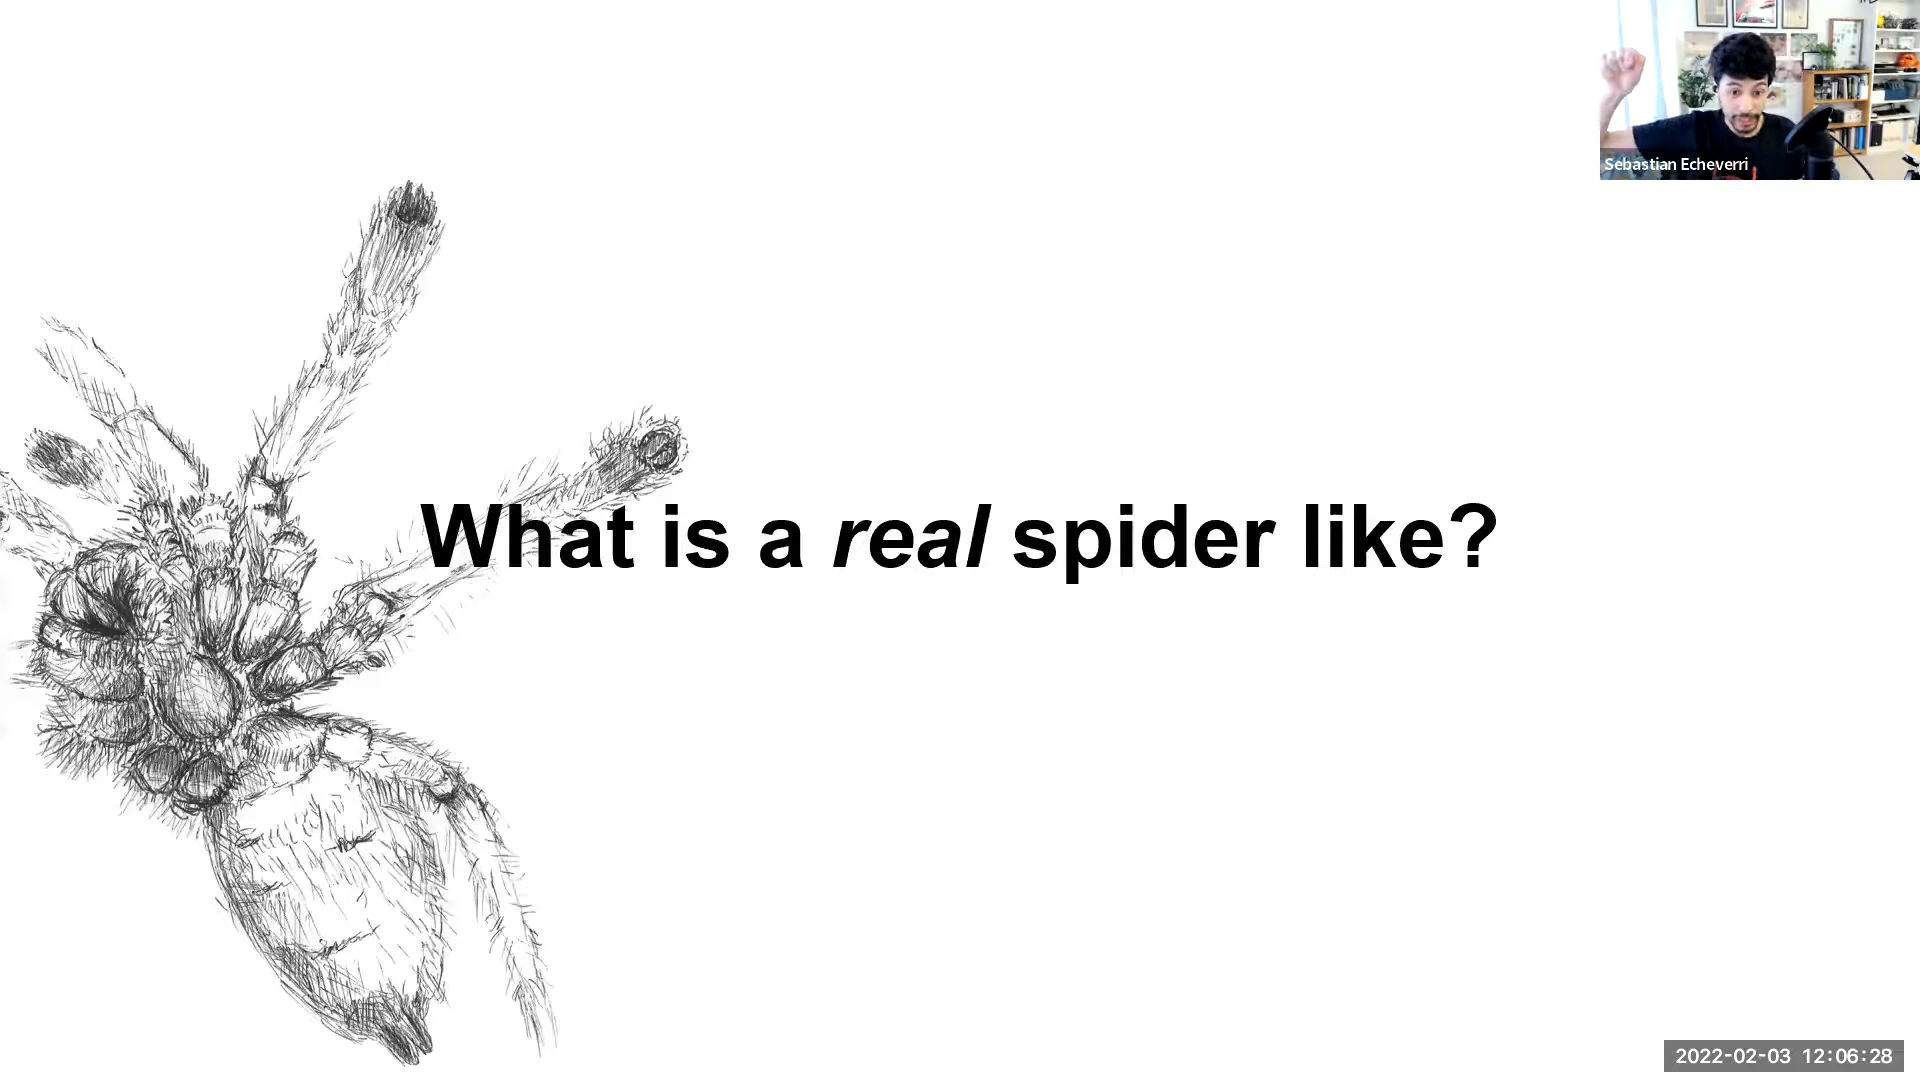 Sebastian Echeverri
What is a real spider like?
2022-02-03 12:06:28